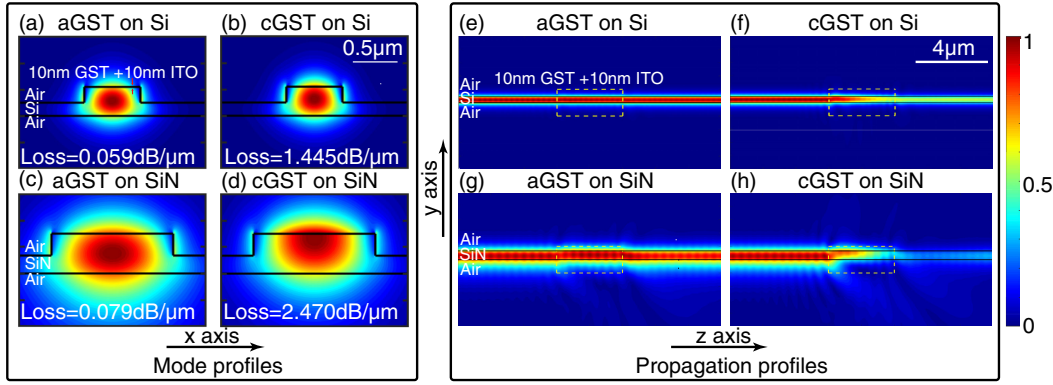 (a) aGST on Si
(b) cGST on Si
0.5μm
10nm GST +10nm ITO
Air
Si
Air
Loss=0.059dB/μm
Loss=1.445dB/μm
(c) aGST on SiN
(d) cGST on SiN
Air
SiN
Air
Loss=0.079dB/μm
Loss=2.470dB/μm
x axis
Mode profiles
y axis
(e) aGST on Si
(f) cGST on Si
4μm
10nm GST +10nm ITO
Air
Si
Air
(g) aGST on SiN
(h) cGST on SiN
Air
SiN
Air
z axis
Propagation profiles
1
0.5
0